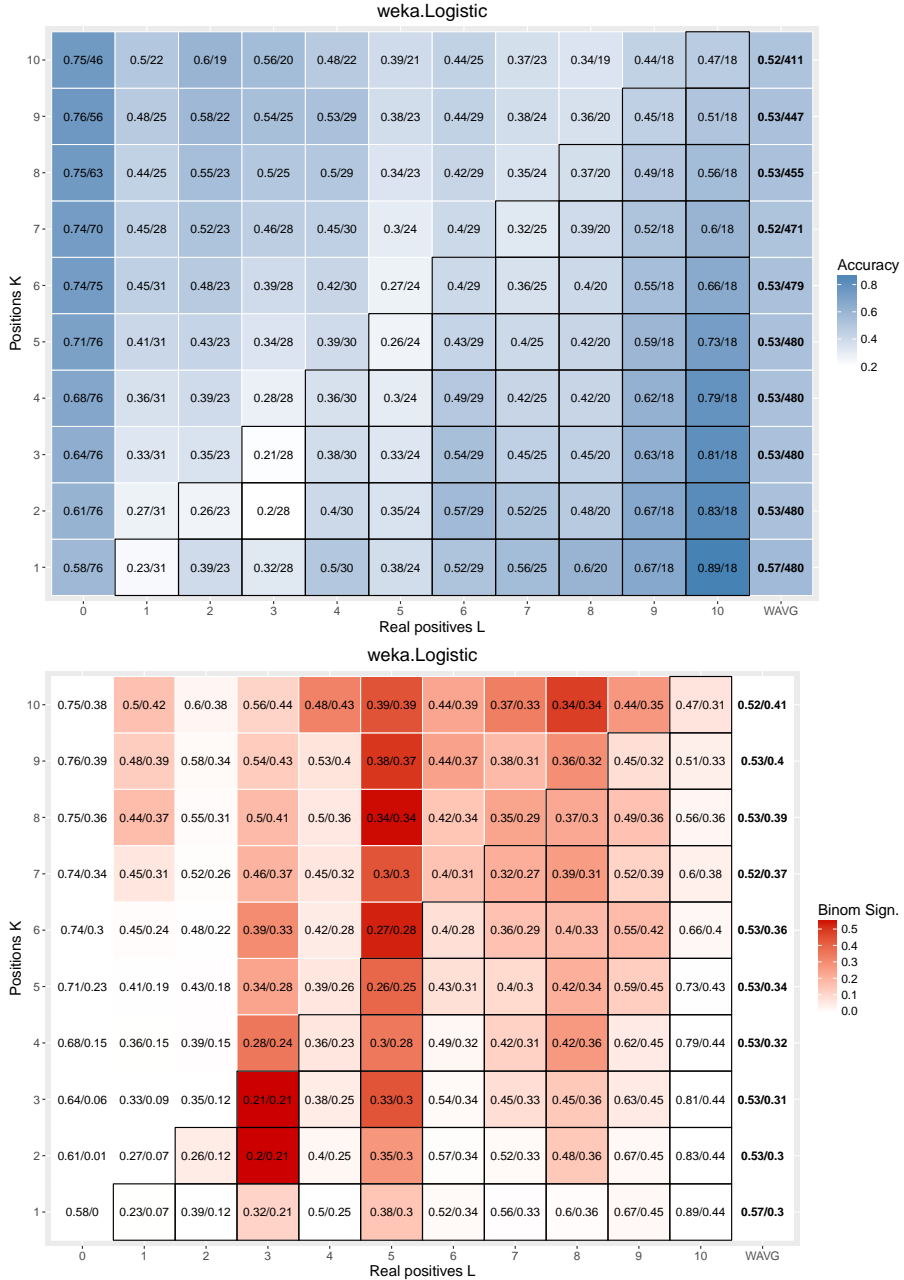 weka.Logistic
10 0.75/46 0.5/22 0.6/19 0.56/20 0.48/22 0.39/21 0.44/25 0.37/23 0.34/19 0.44/18 0.47/18 0.52/411
9 0.76/56 0.48/25 0.58/22 0.54/25 0.53/29 0.38/23 0.44/29 0.38/24 0.36/20 0.45/18 0.51/18 0.53/447
8 0.75/63 0.44/25 0.55/23 0.5/25 0.5/29 0.34/23 0.42/29 0.35/24 0.37/20 0.49/18 0.56/18 0.53/455
7 0.74/70 0.45/28 0.52/23 0.46/28 0.45/30 0.3/24 0.4/29 0.32/25 0.39/20 0.52/18 0.6/18 0.52/471
6 0.74/75 0.45/31 0.48/23 0.39/28 0.42/30 0.27/24 0.4/29 0.36/25 0.4/20 0.55/18 0.66/18 0.53/479
5 0.71/76 0.41/31 0.43/23 0.34/28 0.39/30 0.26/24 0.43/29 0.4/25 0.42/20 0.59/18 0.73/18 0.53/480
4 0.68/76 0.36/31 0.39/23 0.28/28 0.36/30 0.3/24 0.49/29 0.42/25 0.42/20 0.62/18 0.79/18 0.53/480
3 0.64/76 0.33/31 0.35/23 0.21/28 0.38/30 0.33/24 0.54/29 0.45/25 0.45/20 0.63/18 0.81/18 0.53/480
2 0.61/76 0.27/31 0.26/23 0.2/28 0.4/30 0.35/24 0.57/29 0.52/25 0.48/20 0.67/18 0.83/18 0.53/480
1 0.58/76 0.23/31 0.39/23 0.32/28 0.5/30 0.38/24 0.52/29 0.56/25 0.6/20 0.67/18 0.89/18 0.57/480
0 1 2 3 4 5 6 7 8 9 10 WAVG
Real positives L
Positions K
Accuracy
0.8
0.6
0.4
0.2
weka.Logistic
10 0.75/0.38 0.5/0.42 0.6/0.38 0.56/0.44 0.48/0.43 0.39/0.39 0.44/0.39 0.37/0.33 0.34/0.34 0.44/0.35 0.47/0.31 0.52/0.41
9 0.76/0.39 0.48/0.39 0.58/0.34 0.54/0.43 0.53/0.4 0.38/0.37 0.44/0.37 0.38/0.31 0.36/0.32 0.45/0.32 0.51/0.33 0.53/0.4
8 0.75/0.36 0.44/0.37 0.55/0.31 0.5/0.41 0.5/0.36 0.34/0.34 0.42/0.34 0.35/0.29 0.37/0.3 0.49/0.36 0.56/0.36 0.53/0.39
7 0.74/0.34 0.45/0.31 0.52/0.26 0.46/0.37 0.45/0.32 0.3/0.3 0.4/0.31 0.32/0.27 0.39/0.31 0.52/0.39 0.6/0.38 0.52/0.37
6 0.74/0.3 0.45/0.24 0.48/0.22 0.39/0.33 0.42/0.28 0.27/0.28 0.4/0.28 0.36/0.29 0.4/0.33 0.55/0.42 0.66/0.4 0.53/0.36
5 0.71/0.23 0.41/0.19 0.43/0.18 0.34/0.28 0.39/0.26 0.26/0.25 0.43/0.31 0.4/0.3 0.42/0.34 0.59/0.45 0.73/0.43 0.53/0.34
4 0.68/0.15 0.36/0.15 0.39/0.15 0.28/0.24 0.36/0.23 0.3/0.28 0.49/0.32 0.42/0.31 0.42/0.36 0.62/0.45 0.79/0.44 0.53/0.32
3 0.64/0.06 0.33/0.09 0.35/0.12 0.21/0.21 0.38/0.25 0.33/0.3 0.54/0.34 0.45/0.33 0.45/0.36 0.63/0.45 0.81/0.44 0.53/0.31
2 0.61/0.01 0.27/0.07 0.26/0.12 0.2/0.21 0.4/0.25 0.35/0.3 0.57/0.34 0.52/0.33 0.48/0.36 0.67/0.45 0.83/0.44 0.53/0.3
1 0.58/0 0.23/0.07 0.39/0.12 0.32/0.21 0.5/0.25 0.38/0.3 0.52/0.34 0.56/0.33 0.6/0.36 0.67/0.45 0.89/0.44 0.57/0.3
0 1 2 3 4 5 6 7 8 9 10 WAVG
Real positives L
Positions K
Binom Sign.
0.5
0.4
0.3
0.2
0.1
0.0